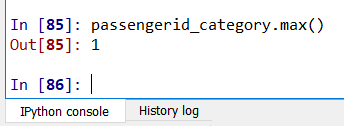 In [85]: passengerid_category.max()
Out[85]: 1
In [86]:
IPython console
History log